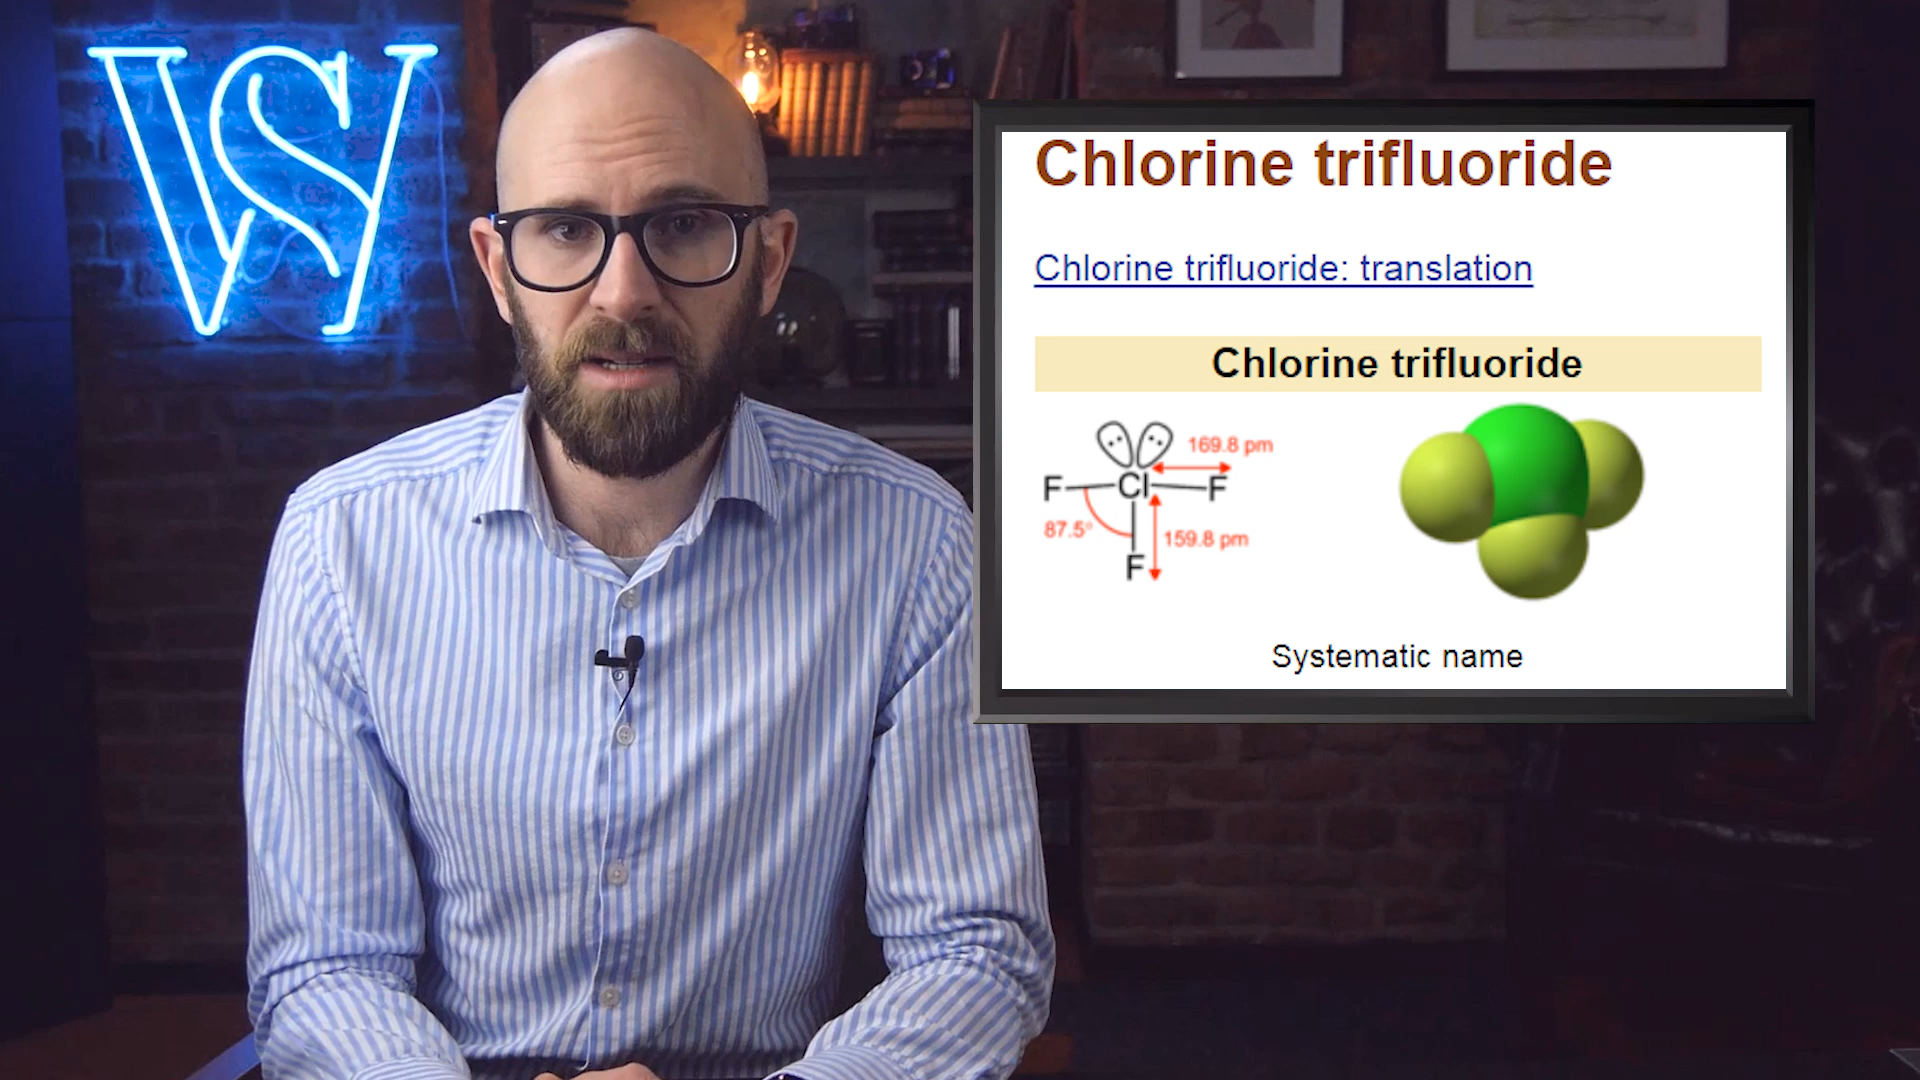 VS
Chlorine trifluoride
Chlorine trifluoride: translation
Chlorine trifluoride
169.8 pm
F Cl F
87.5°
159.8 pm
F
Systematic name